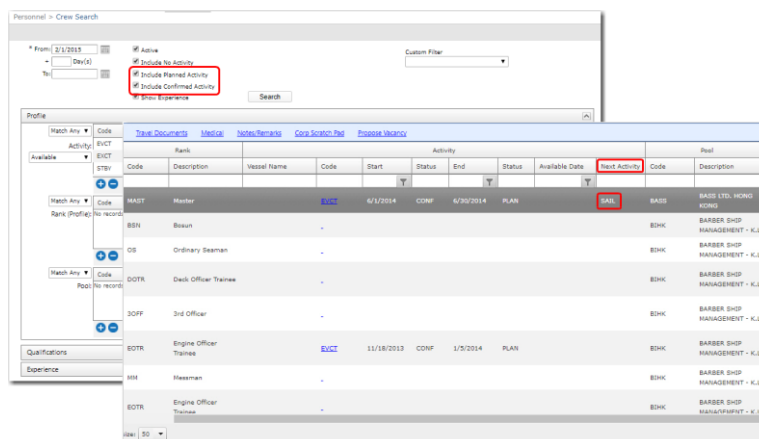 Personnel > Crew Search
* From: 2/1/2015
- Day(s)
To:
Active
Include No Activity
Include Planned Activity
Include Confirmed Activity
Show Experience
Search
Custom Filter
Profile
Match Any Code
Activity: EVCT
Available EXCT
STBY
Match Any Code
Rank (Profile): No records
Match Any Code
Pool: No records
Qualifications
Experience
Travel Documents Medical Notes/Remarks Corp Scratch Pad Propose Vacancy
Rank Activity Pool
Code Description Vessel Name Code Start Status End Status Available Date Next Activity Code Description
MAST Master EVCT 6/1/2014 CONF 6/30/2014 PLAN SAIL BASS BASS LTD. HONG
KONG
BSN Bosun - BIHK BARBER SHIP
MANAGEMENT - K.L
OS Ordinary Seaman - BIHK BARBER SHIP
MANAGEMENT - K.L
DOTR Deck Officer Trainee - BIHK BARBER SHIP
MANAGEMENT - K.L
3OFF 3rd Officer - BIHK BARBER SHIP
MANAGEMENT - K.L
EOTR Engine Officer
Trainee EVCT 11/18/2013 CONF 1/5/2014 PLAN BIHK BARBER SHIP
MANAGEMENT - K.L
MM Messman - BIHK BARBER SHIP
MANAGEMENT - K.L
EOTR Engine Officer
Trainee - BIHK BARBER SHIP
MANAGEMENT - K.L
size: 50